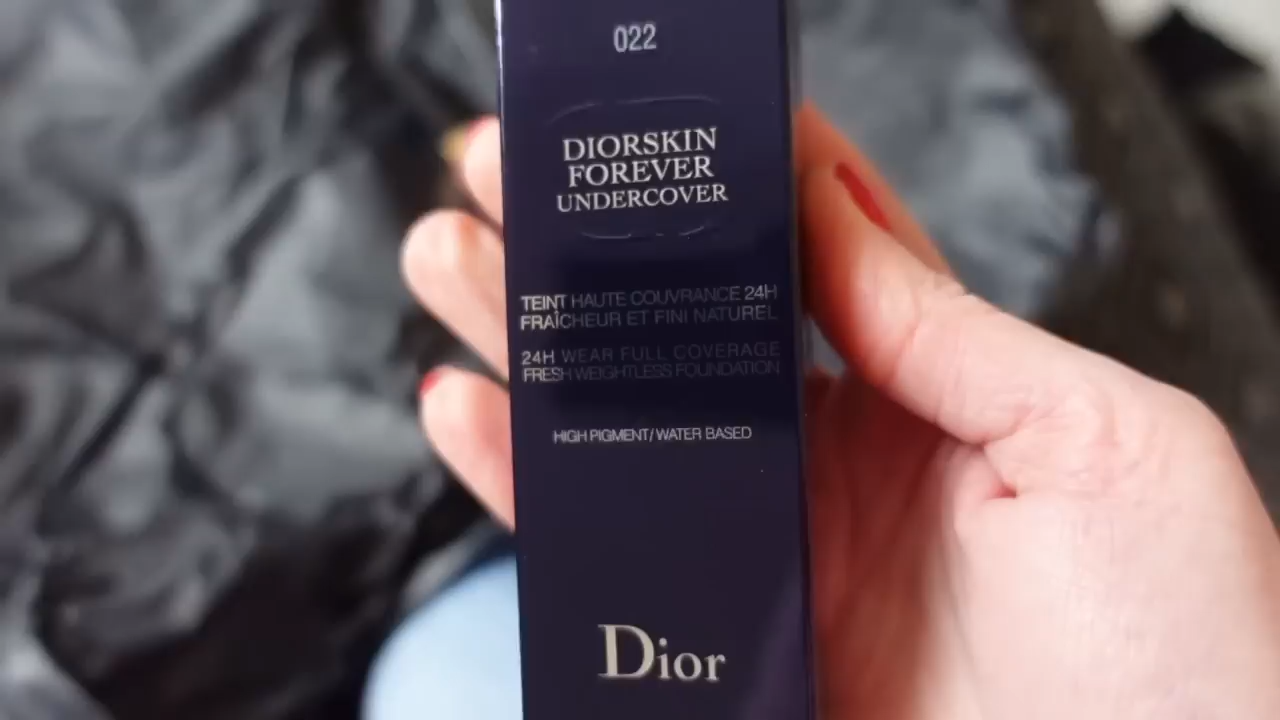 022
DIORSKIN
FOREVER
UNDERCOVER
TEINT HAUTE COUVRANCE 24H
FRAÎCHEUR ET FINI NATUREL
24H WEAR FULL COVERAGE
FRESH WEIGHTLESS FOUNDATION
HIGH PIGMENT/WATER BASED
Dior